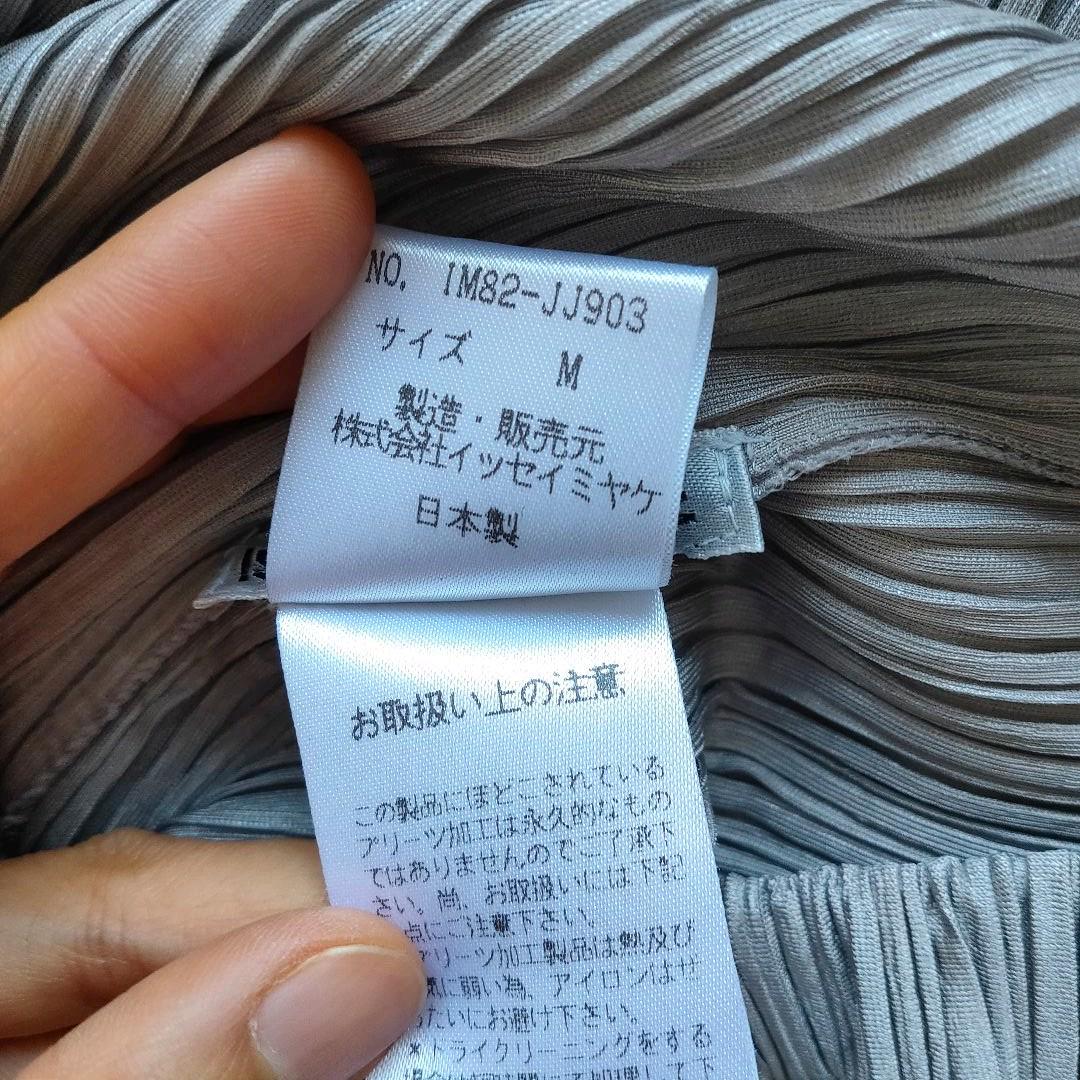 NO. IM82-JJ903
サイズ M
製造・販売元
株式会社イッセイミヤケ
日本製
お取扱い上の注意
この製品にほどこされている
プリーツ加工は永久的なもの
ではありませんのでご了承下
さい。尚、お取扱いには下記
点にご注意下さい。
プリーツ加工製品は熱及び
気に弱い為、アイロンはぜ
ったいにお避け下さい。
*ドライクリーニングをする